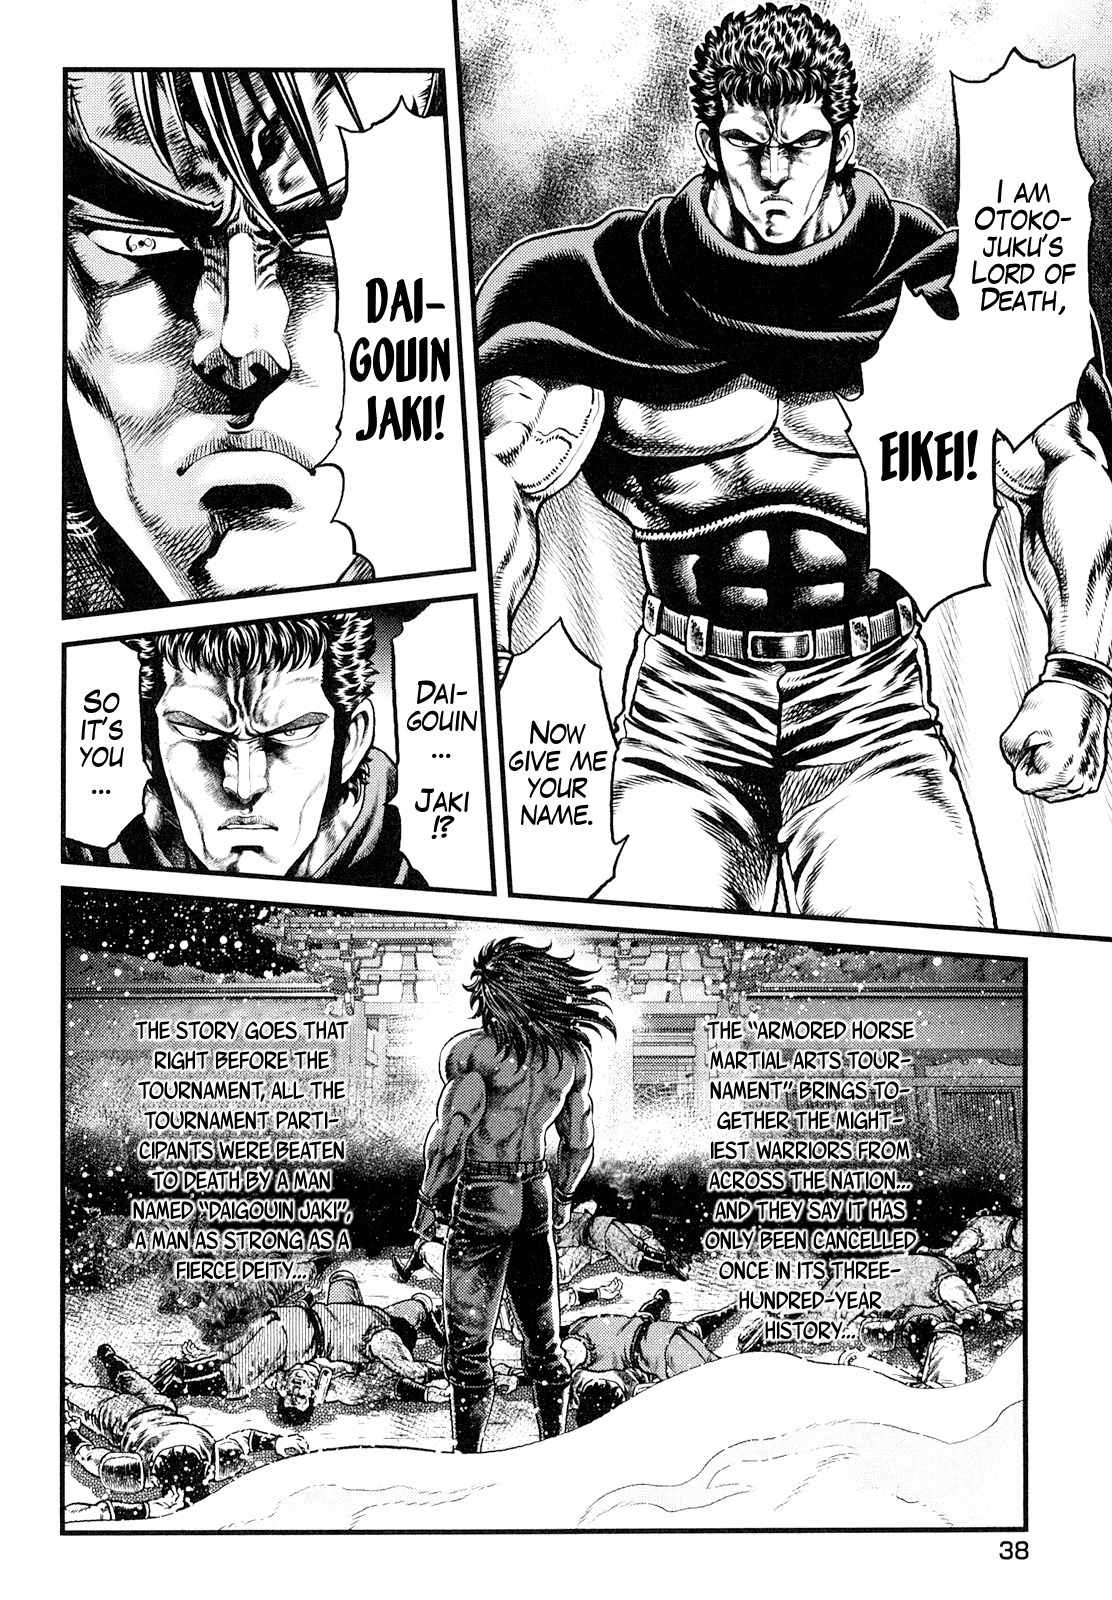 I AM
OTOKO-
JUKU'S
LORD OF
DEATH,
EIKEI!
NOW
GIVE ME
YOUR
NAME.
DAI-
GOUIN
JAKI!
DAI-
GOUIN
...
JAKI
!?
SO
IT'S
YOU
...
THE "ARMORED HORSE
MARTIAL ARTS TOUR-
NAMENT" BRINGS TO-
GETHER THE MIGHT-
IEST WARRIORS FROM
ACROSS THE NATION...
AND THEY SAY IT HAS
ONLY BEEN CANCELLED
ONCE IN ITS THREE-
HUNDRED-YEAR
HISTORY...
THE STORY GOES THAT
RIGHT BEFORE THE
TOURNAMENT, ALL THE
TOURNAMENT PARTI-
CIPANTS WERE BEATEN
TO DEATH BY A MAN
NAMED "DAIGOUIN JAKI",
A MAN AS STRONG AS A
FIERCE DEITY...
38